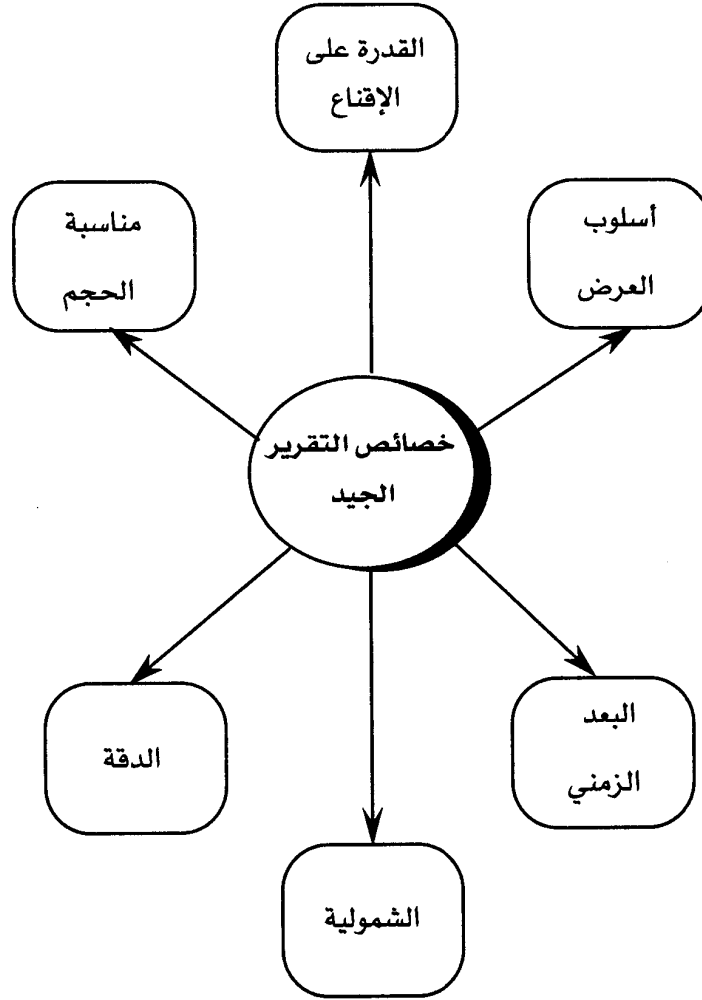 القدرة على
الإقناع
أسلوب
العرض
مناسبة
الحجم
خصائص التقرير
الجيد
البعد
الزمني
الدقة
الشمولية